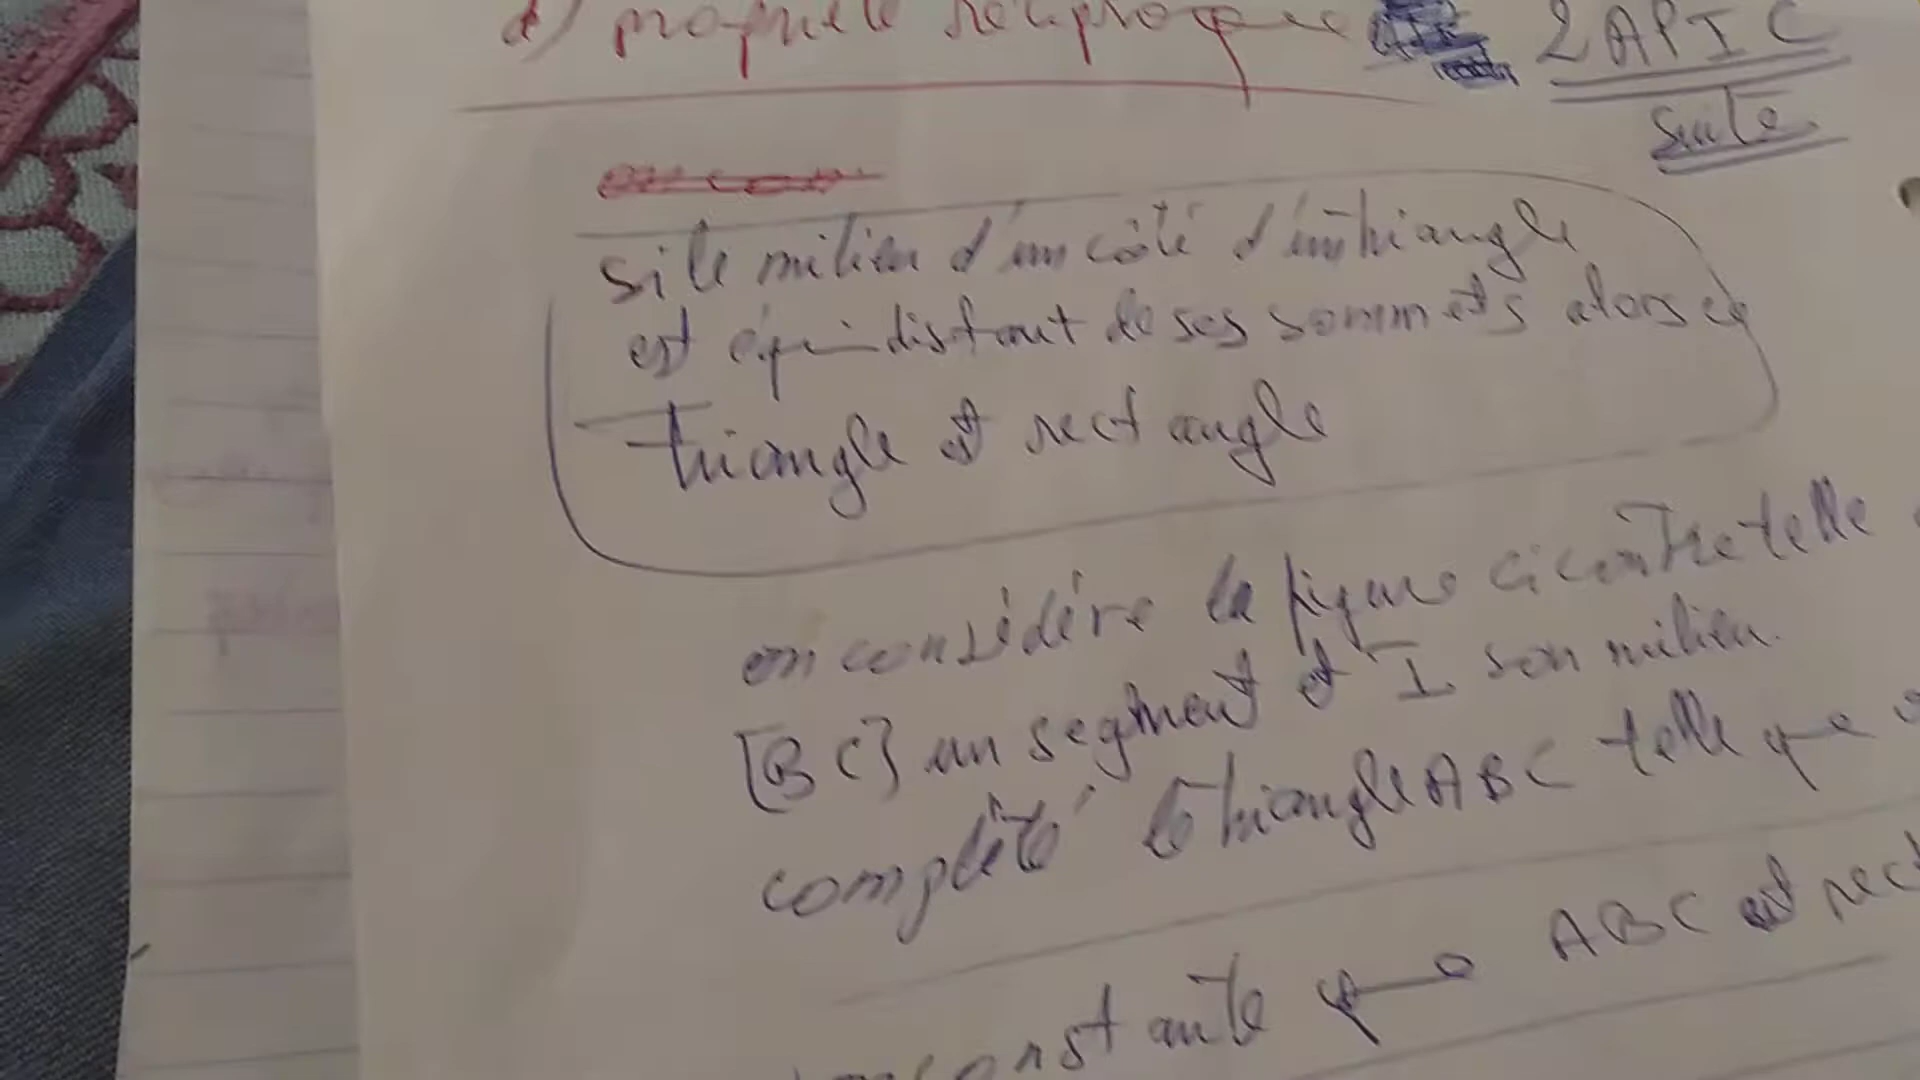 d) propriété réciproque
2APIC
suite.
si le milieu d'un côté d'un triangle
est équidistant de ses sommets alors ce
triangle est rectangle
on considère la figure ci contre telle
[BC] un segment et I son milieu.
complété le triangle ABC telle que
constante que ABC est rect